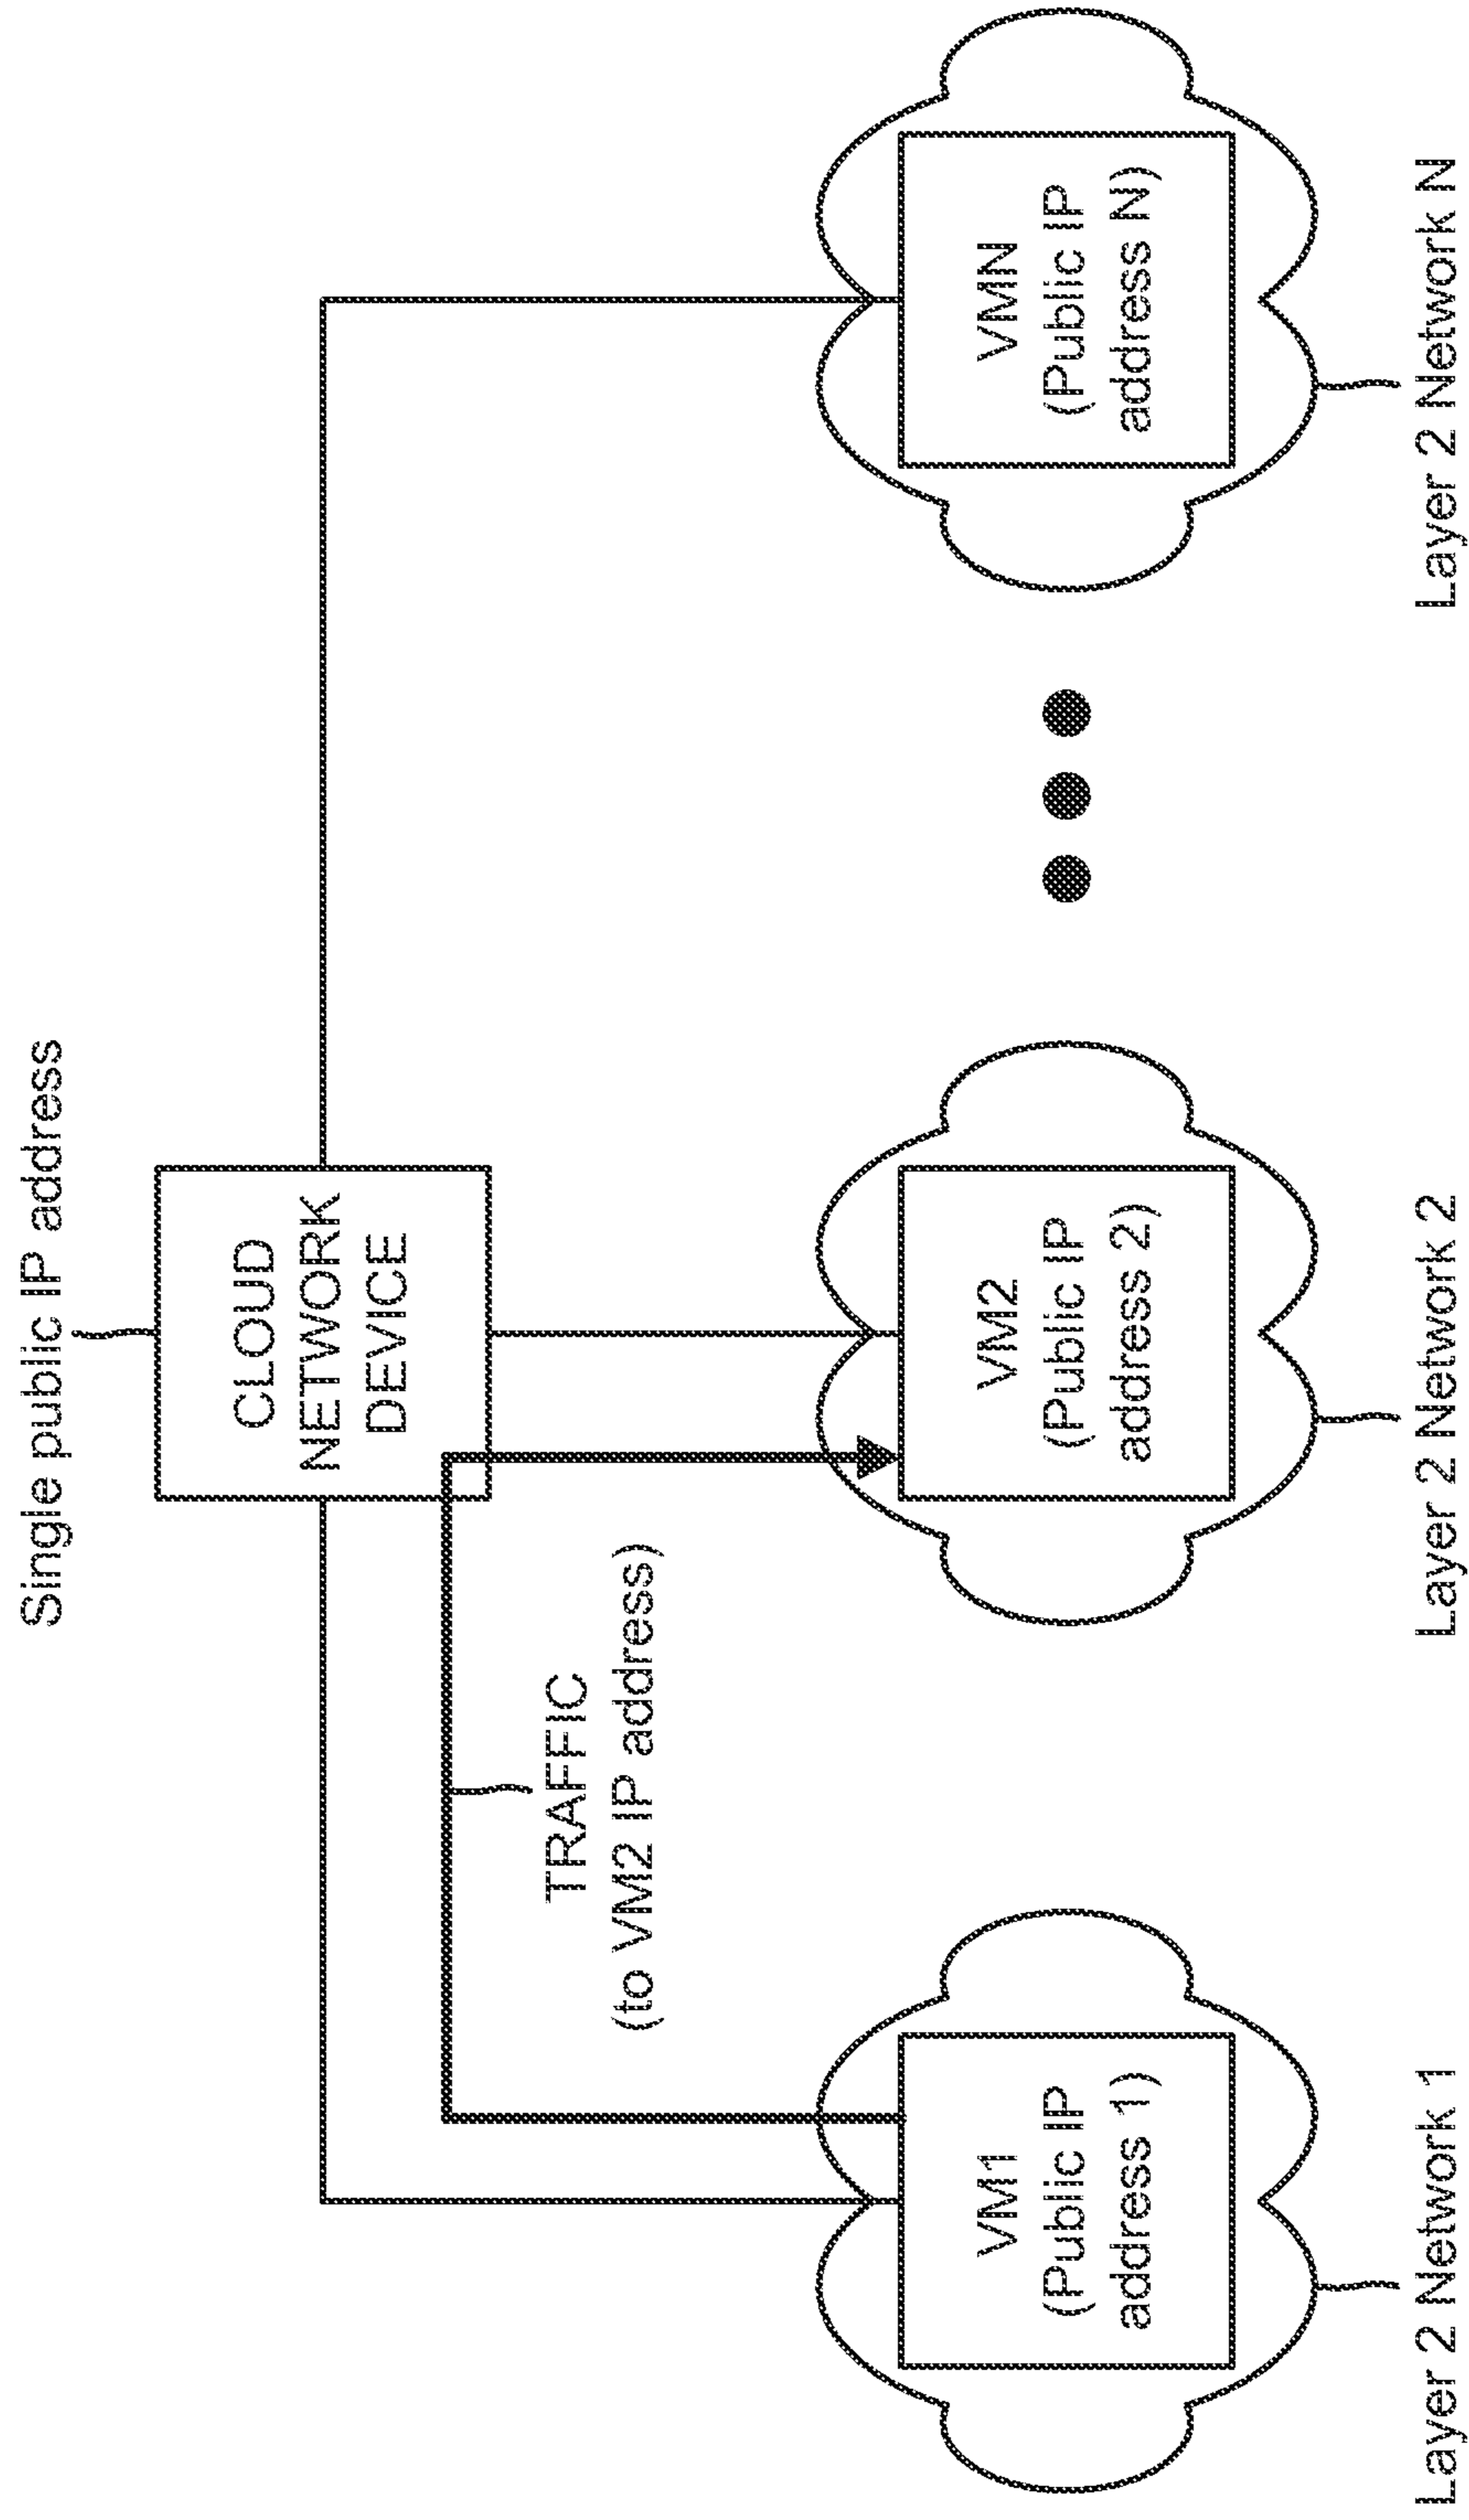 Single public IP address
CLOUD
NETWORK
DEVICE
TRAFFIC
(to VM2 IP address)
VM1
(Public IP
address 1)
VM2
(Public IP
address 2)
VMN
(Public IP
address N)
Layer 2 Network 1
Layer 2 Network 2
Layer 2 Network N